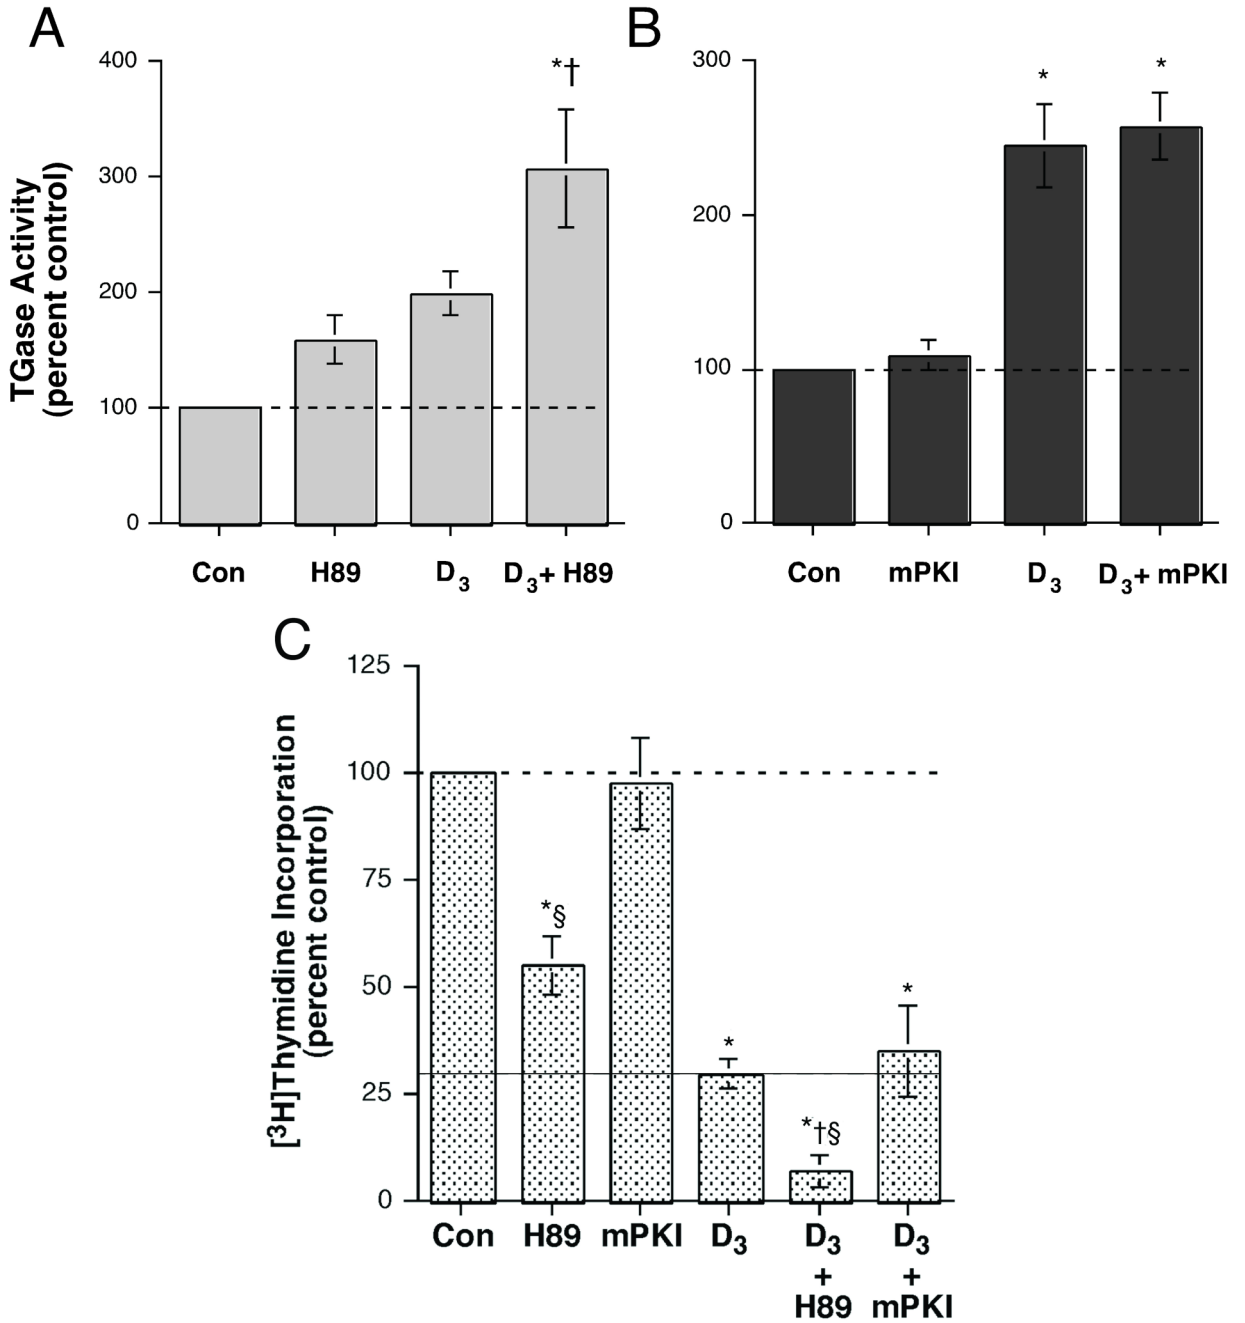 A
TGase Activity
(percent control)
400
300
200
100
0
*†
Con H89 D3 D3+ H89
B
300
200
100
0
* *
Con mPKI D3 D3+ mPKI
C
[3H]Thymidine Incorporation
(percent control)
125
100
75
50
25
0
*§
*
*†§
*
Con H89 mPKI D3 D3 D3
+ +
H89 mPKI